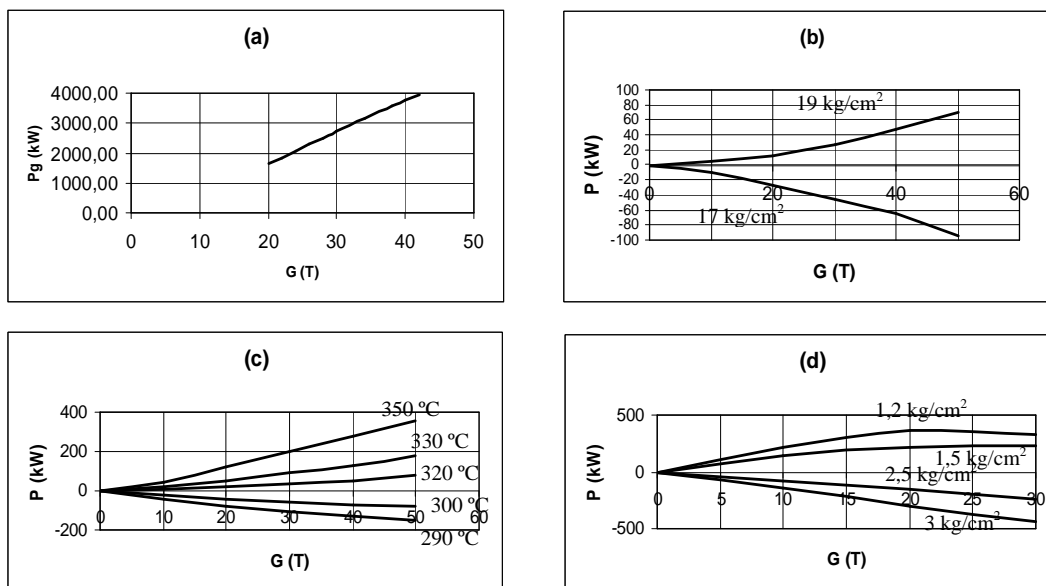 (a)
Pg (kW)
4000,00
3000,00
2000,00
1000,00
0,00
0 10 20 30 40 50
G (T)
(b)
P (kW)
100
80
60
40
20
0
-20
-40
-60
-80
-100
19 kg/cm²
17 kg/cm²
0 20 40 60
G (T)
(c)
P (kW)
400
200
0
-200
350 ºC
330 ºC
320 ºC
300 ºC
290 ºC
0 10 20 30 40 50 60
G (T)
(d)
P (kW)
500
0
-500
1,2 kg/cm²
1,5 kg/cm²
2,5 kg/cm²
3 kg/cm²
0 5 10 15 20 25 30
G (T)